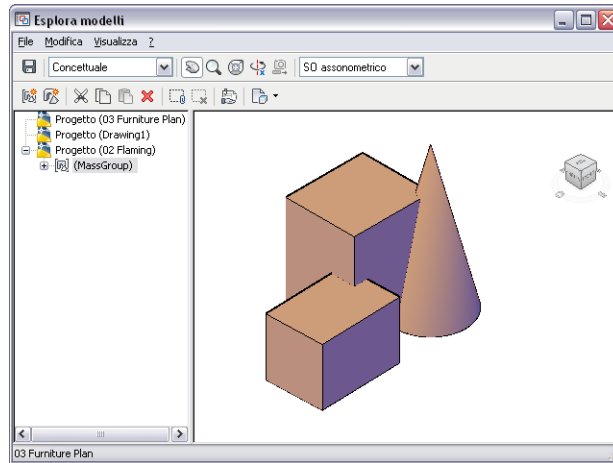 Esplora modelli
File Modifica Visualizza ?
Concettuale SO assonometrico
Progetto (03 Furniture Plan)
Progetto (Drawing1)
Progetto (02 Flaming)
(MassGroup)
03 Furniture Plan